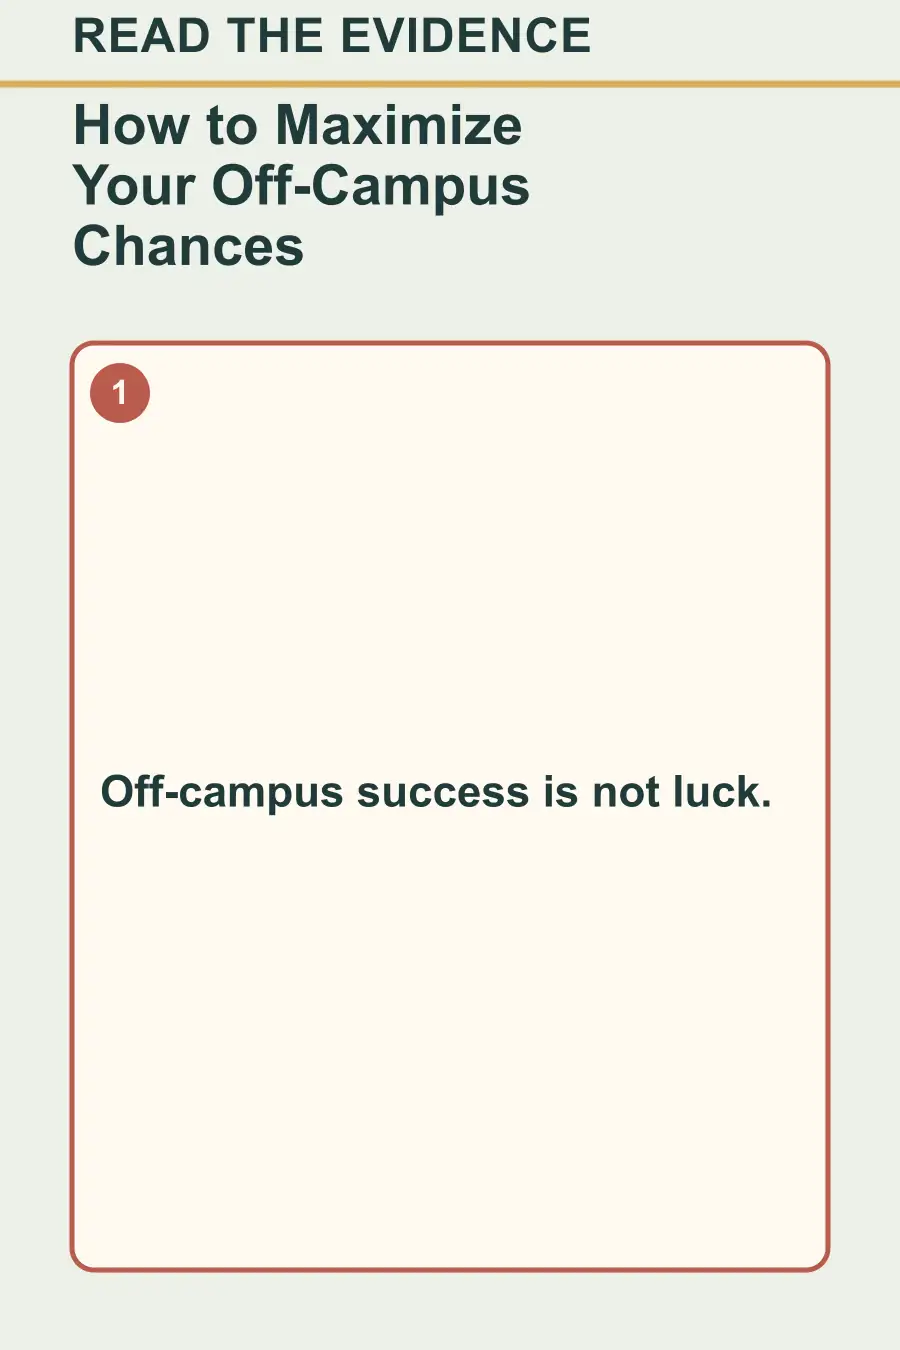 READ THE EVIDENCE
How to Maximize
Your Off-Campus
Chances
1
Off-campus success is not luck.